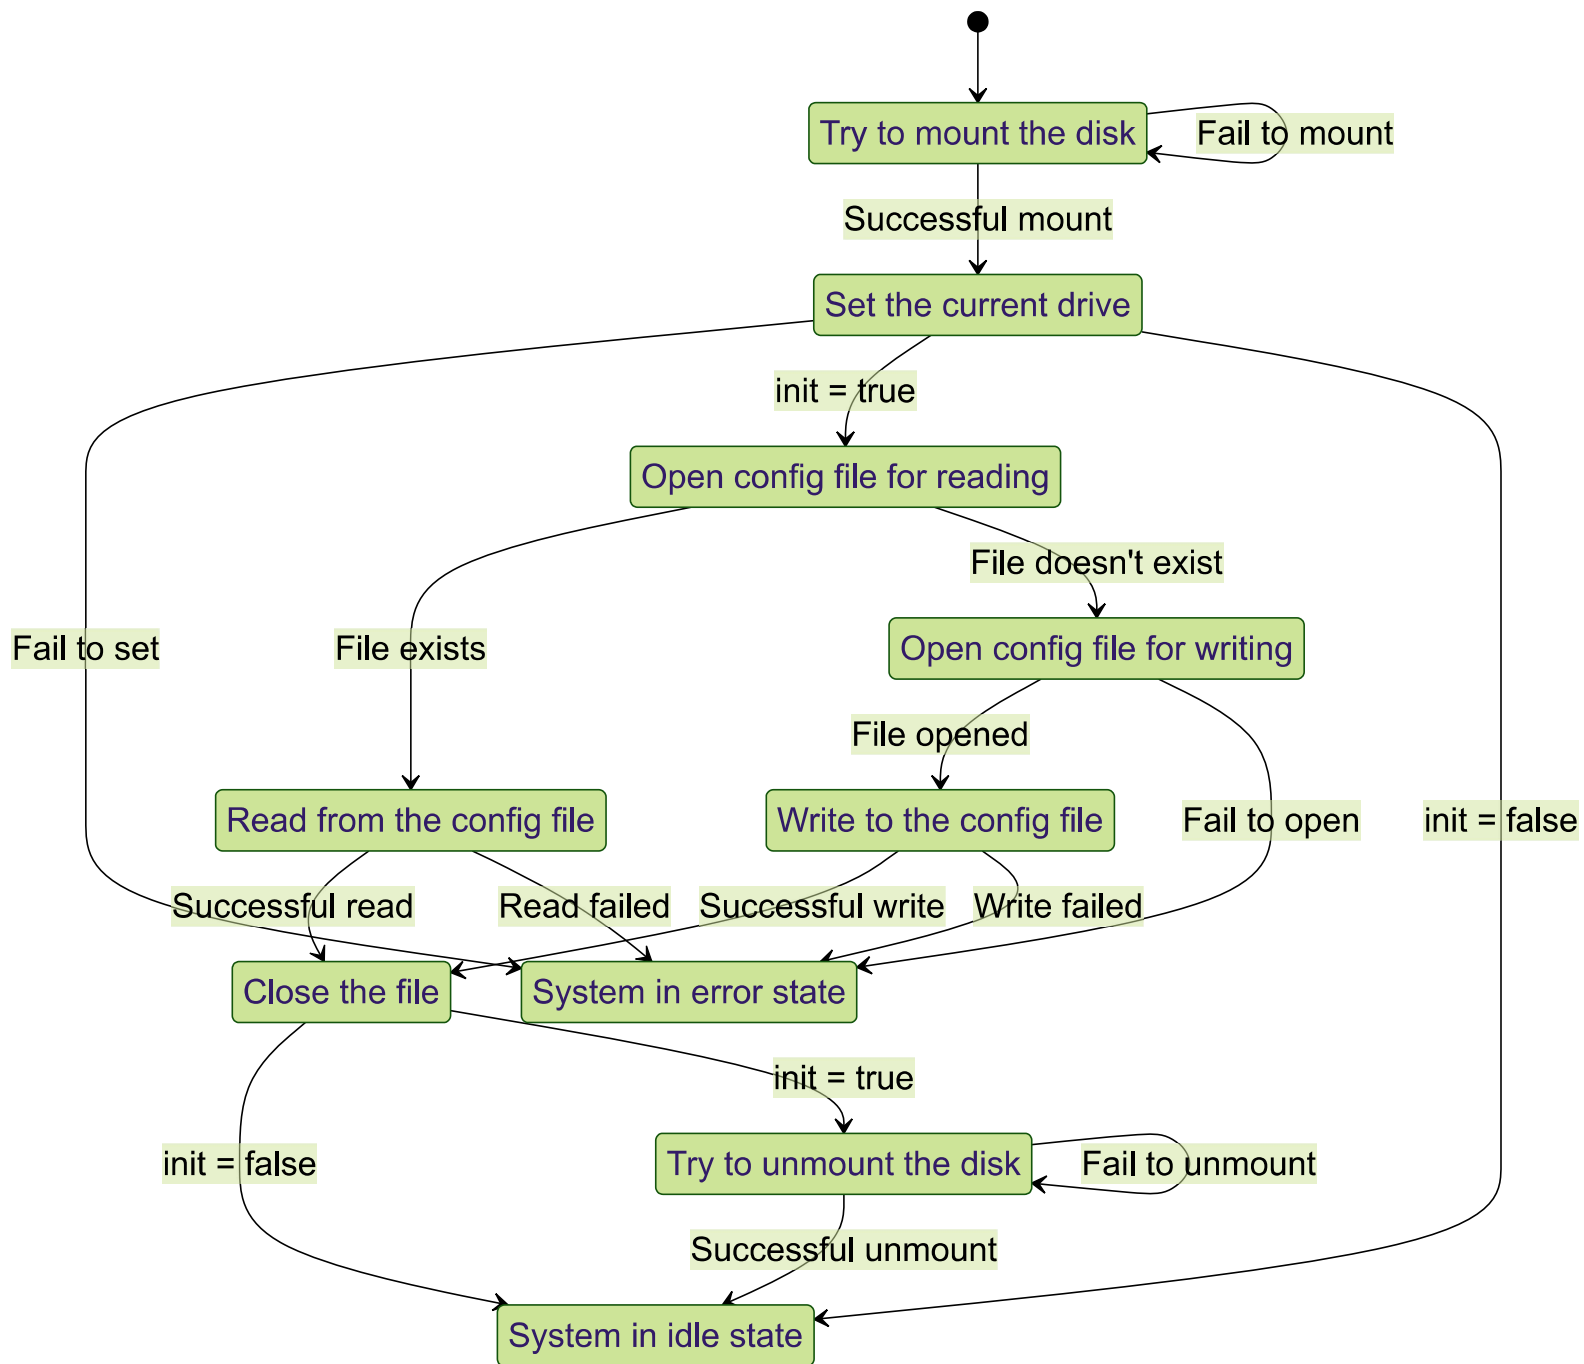 Try to mount the disk
Fail to mount
Successful mount
Set the current drive
init = true
Open config file for reading
File doesn't exist
Fail to set
File exists
Open config file for writing
File opened
Read from the config file
Write to the config file
Fail to open
init = false
Successful read
Read failed
Successful write
Write failed
Close the file
System in error state
init = true
init = false
Try to unmount the disk
Fail to unmount
Successful unmount
System in idle state